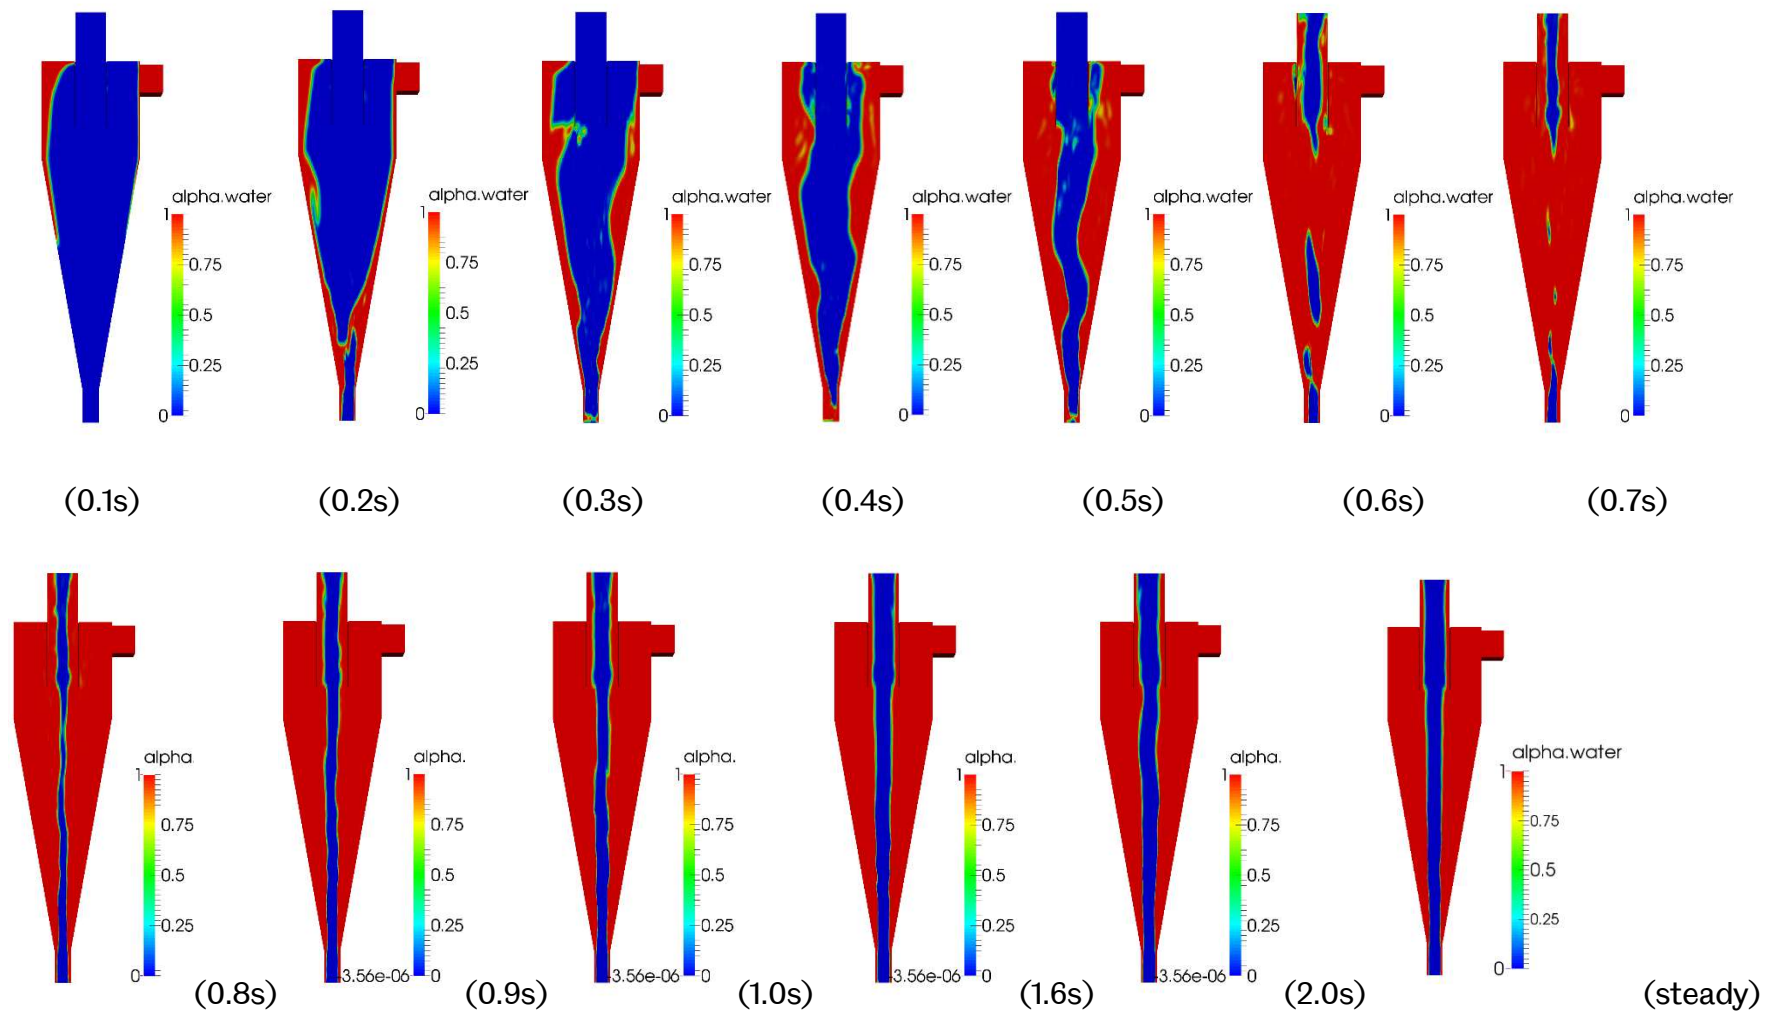 alpha.water alpha.water alpha.water alpha.water alpha.water alpha.water alpha.water
1 1 1 1 1 1 1
0.75 0.75 0.75 0.75 0.75 0.75 0.75
0.5 0.5 0.5 0.5 0.5 0.5 0.5
0.25 0.25 0.25 0.25 0.25 0.25 0.25
0 0 0 0 0 0 0
(0.1s) (0.2s) (0.3s) (0.4s) (0.5s) (0.6s) (0.7s)
alpha. alpha. alpha. alpha. alpha. alpha.water
1 1 1 1 1 1
0.75 0.75 0.75 0.75 0.75 0.75
0.5 0.5 0.5 0.5 0.5 0.5
0.25 0.25 0.25 0.25 0.25 0.25
0 -3.56e-06 0 -3.56e-06 0 -3.56e-06 0 -3.56e-06 0 0
(0.8s) (0.9s) (1.0s) (1.6s) (2.0s) (steady)